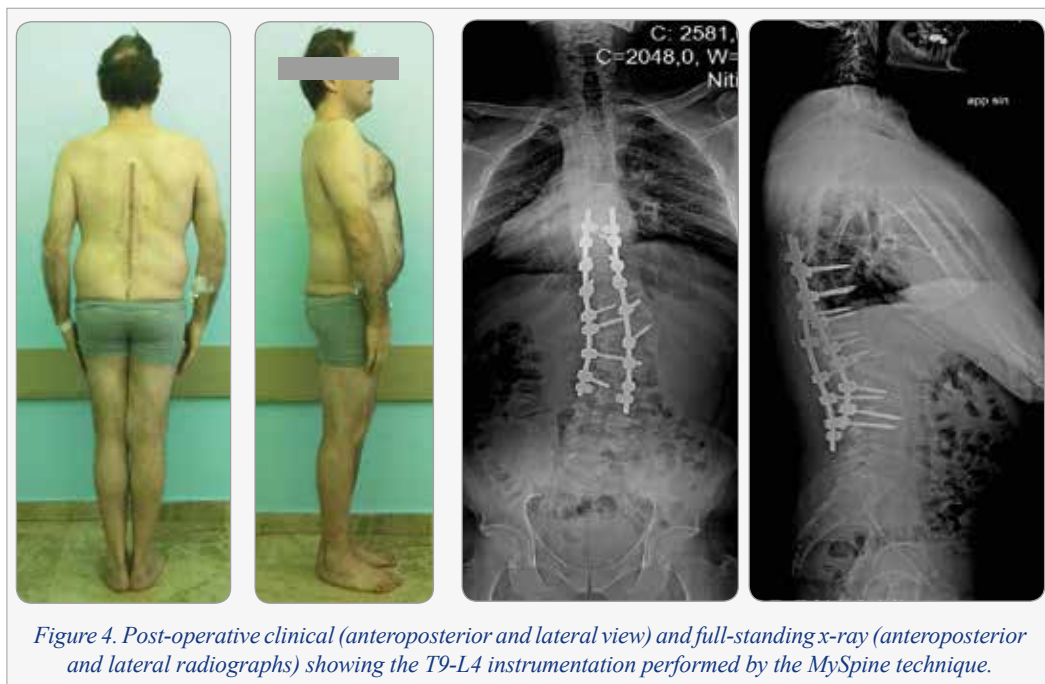 C: 2581,
C=2048,0, W=
Niti
app sin
Figure 4. Post-operative clinical (anteroposterior and lateral view) and full-standing x-ray (anteroposterior
and lateral radiographs) showing the T9-L4 instrumentation performed by the MySpine technique.